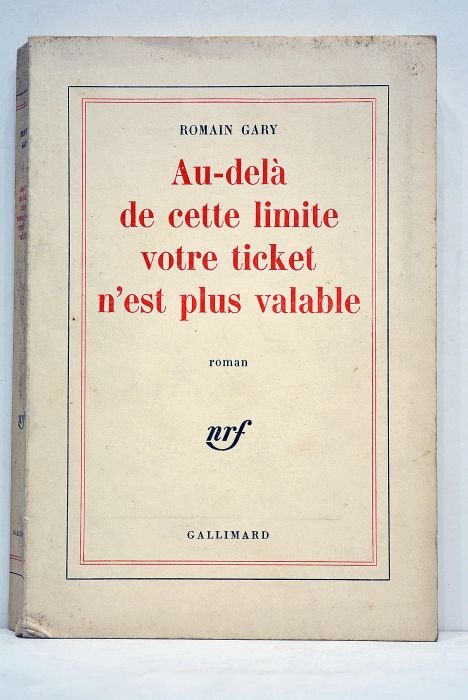 ROMAIN GARY
Au-delà
de cette limite
votre ticket
n'est plus valable
roman
nrf
GALLIMARD